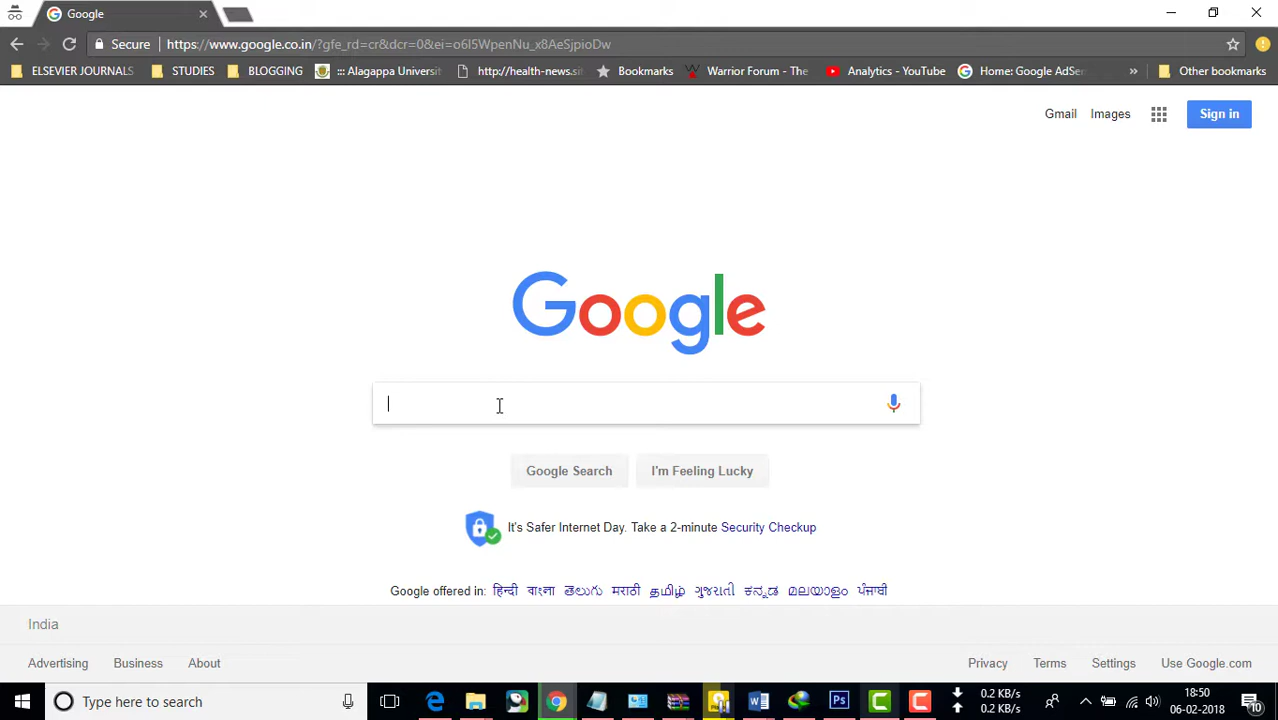 Google
Secure https://www.google.co.in/?gfe_rd=cr&dcr=0&ei=o6I5WpenNu_x8AeSjpioDw
ELSEVIER JOURNALS STUDIES BLOGGING ::: Alagappa Universit http://health-news.sit Bookmarks Warrior Forum - The Analytics - YouTube Home: Google AdSen » Other bookmarks
Gmail Images Sign in
Google
Google Search I'm Feeling Lucky
It's Safer Internet Day. Take a 2-minute Security Checkup
Google offered in: हिन्दी বাংলা తెలుగు मराठी தமிழ் ગુજરાતી ಕನ್ನಡ മലയാളം ਪੰਜਾਬੀ
India
Advertising Business About Privacy Terms Settings Use Google.com
Type here to search 0.2 KB/s 18:50
0.2 KB/s 06-02-2018 10